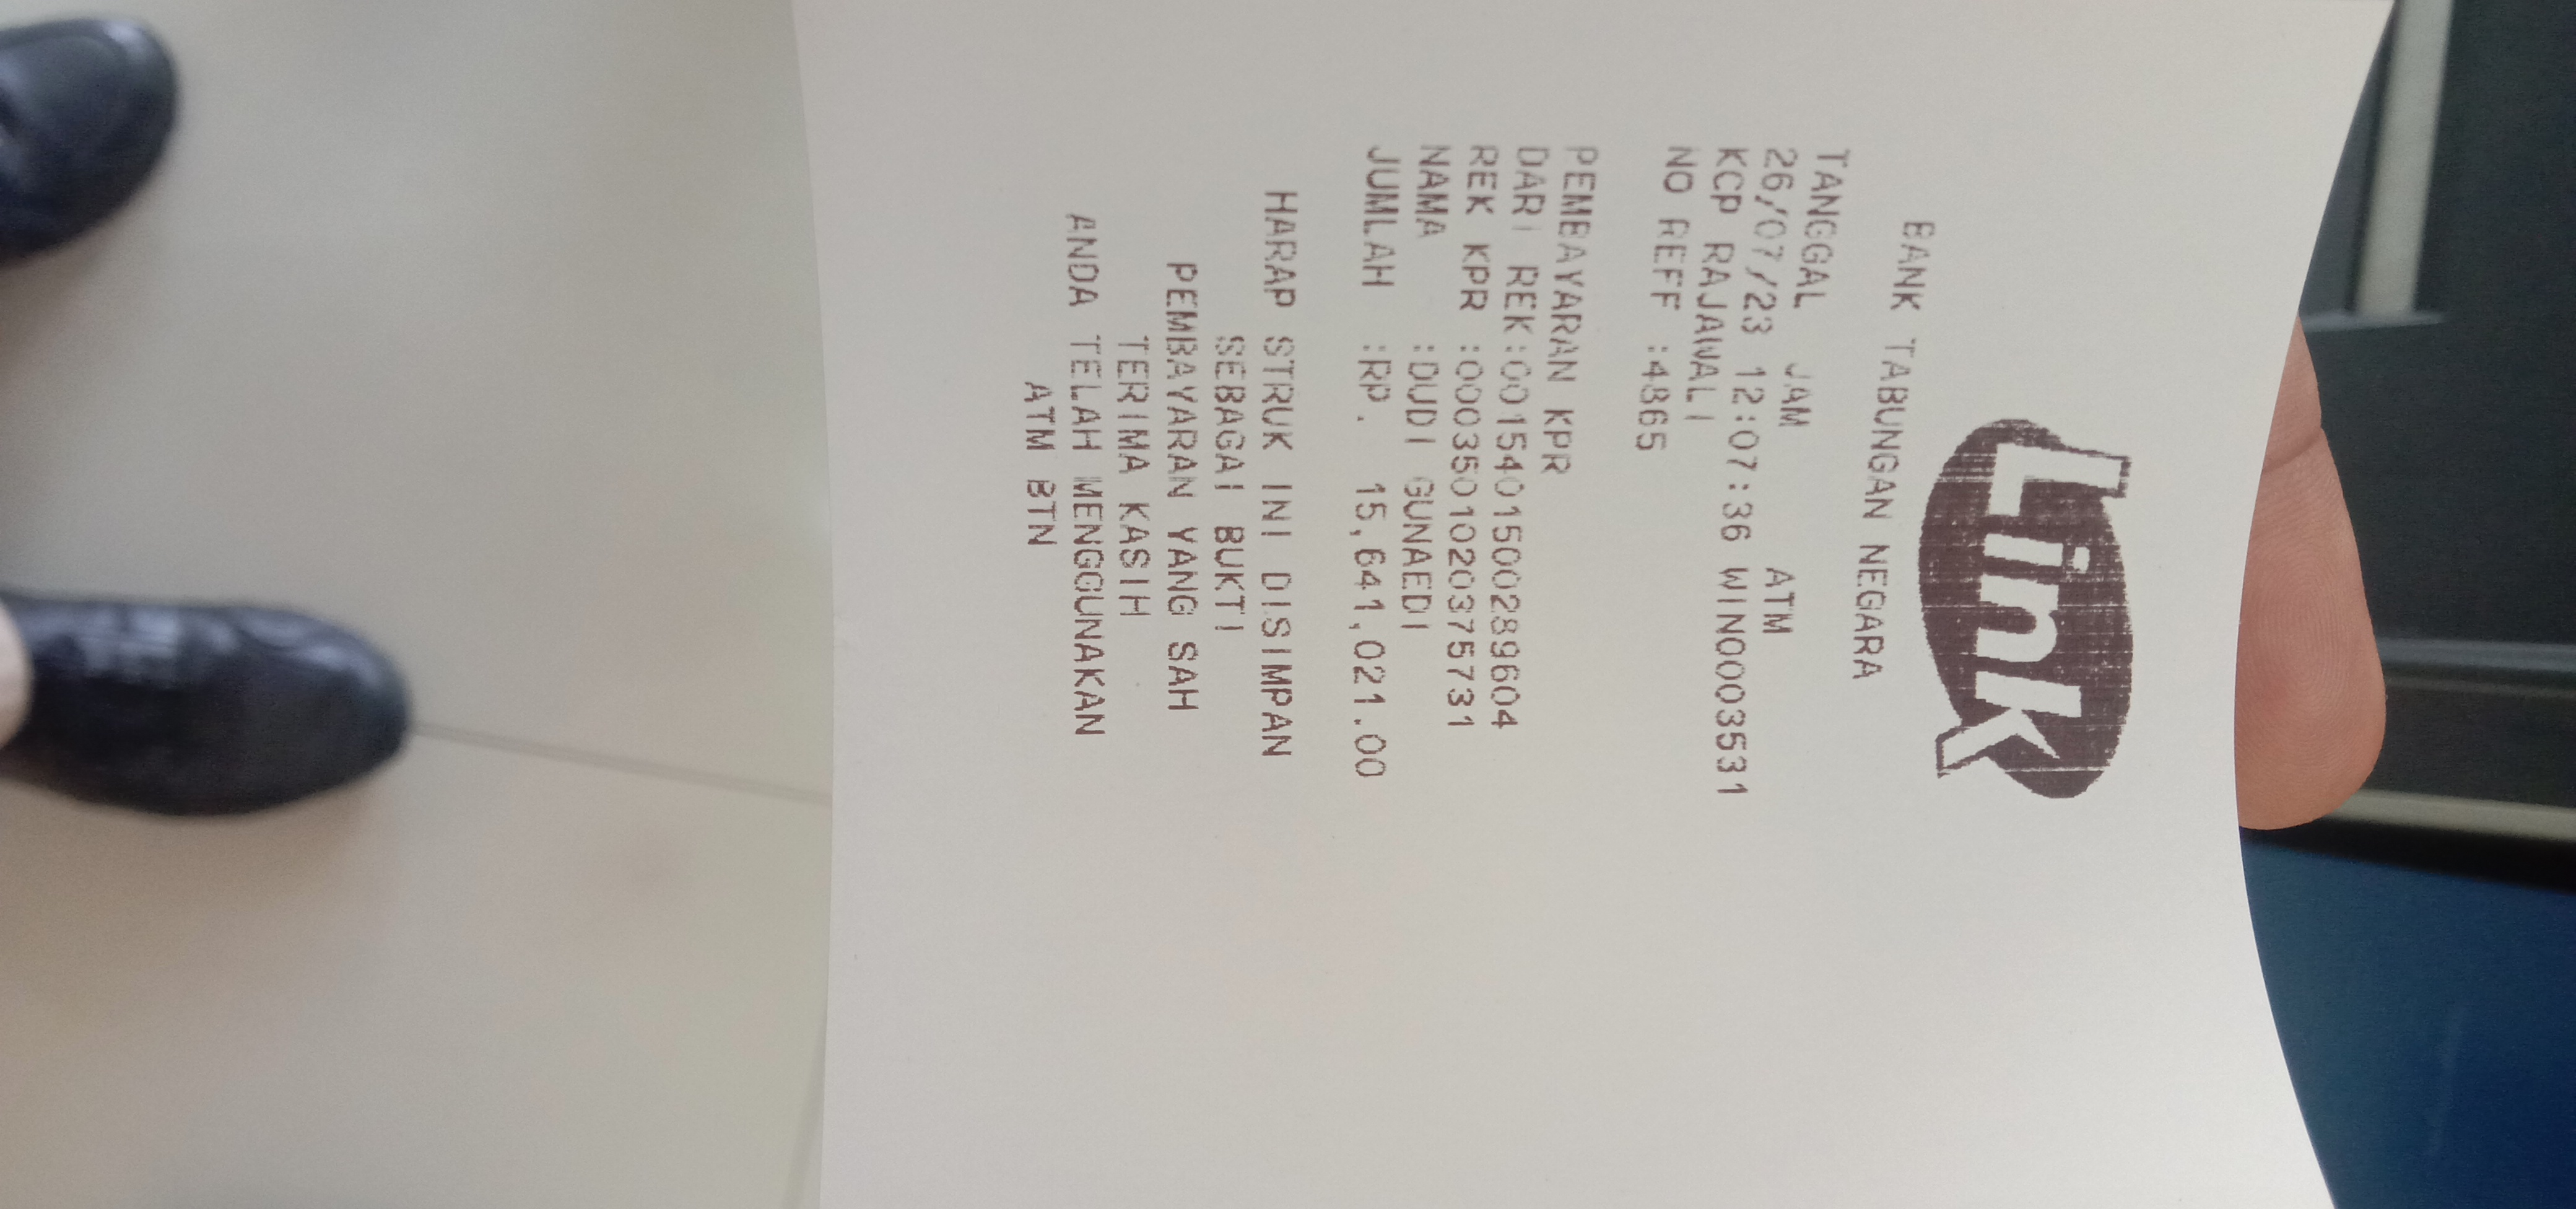 Link
BANK TABUNGAN NEGARA
TANGGAL JAM ATM
26/07/23 12:07:36 WIN0003531
KCP RAJAWALI
NO REFF :4865
PEMBAYARAN KPR
DARI REK:0015401500289604
REK KPR :0003501020375731
NAMA :DUDI GUNAEDI
JUMLAH :RP. 15,641,021.00
HARAP STRUK INI DISIMPAN
SEBAGAI BUKTI
PEMBAYARAN YANG SAH
TERIMA KASIH
ANDA TELAH MENGGUNAKAN
ATM BTN